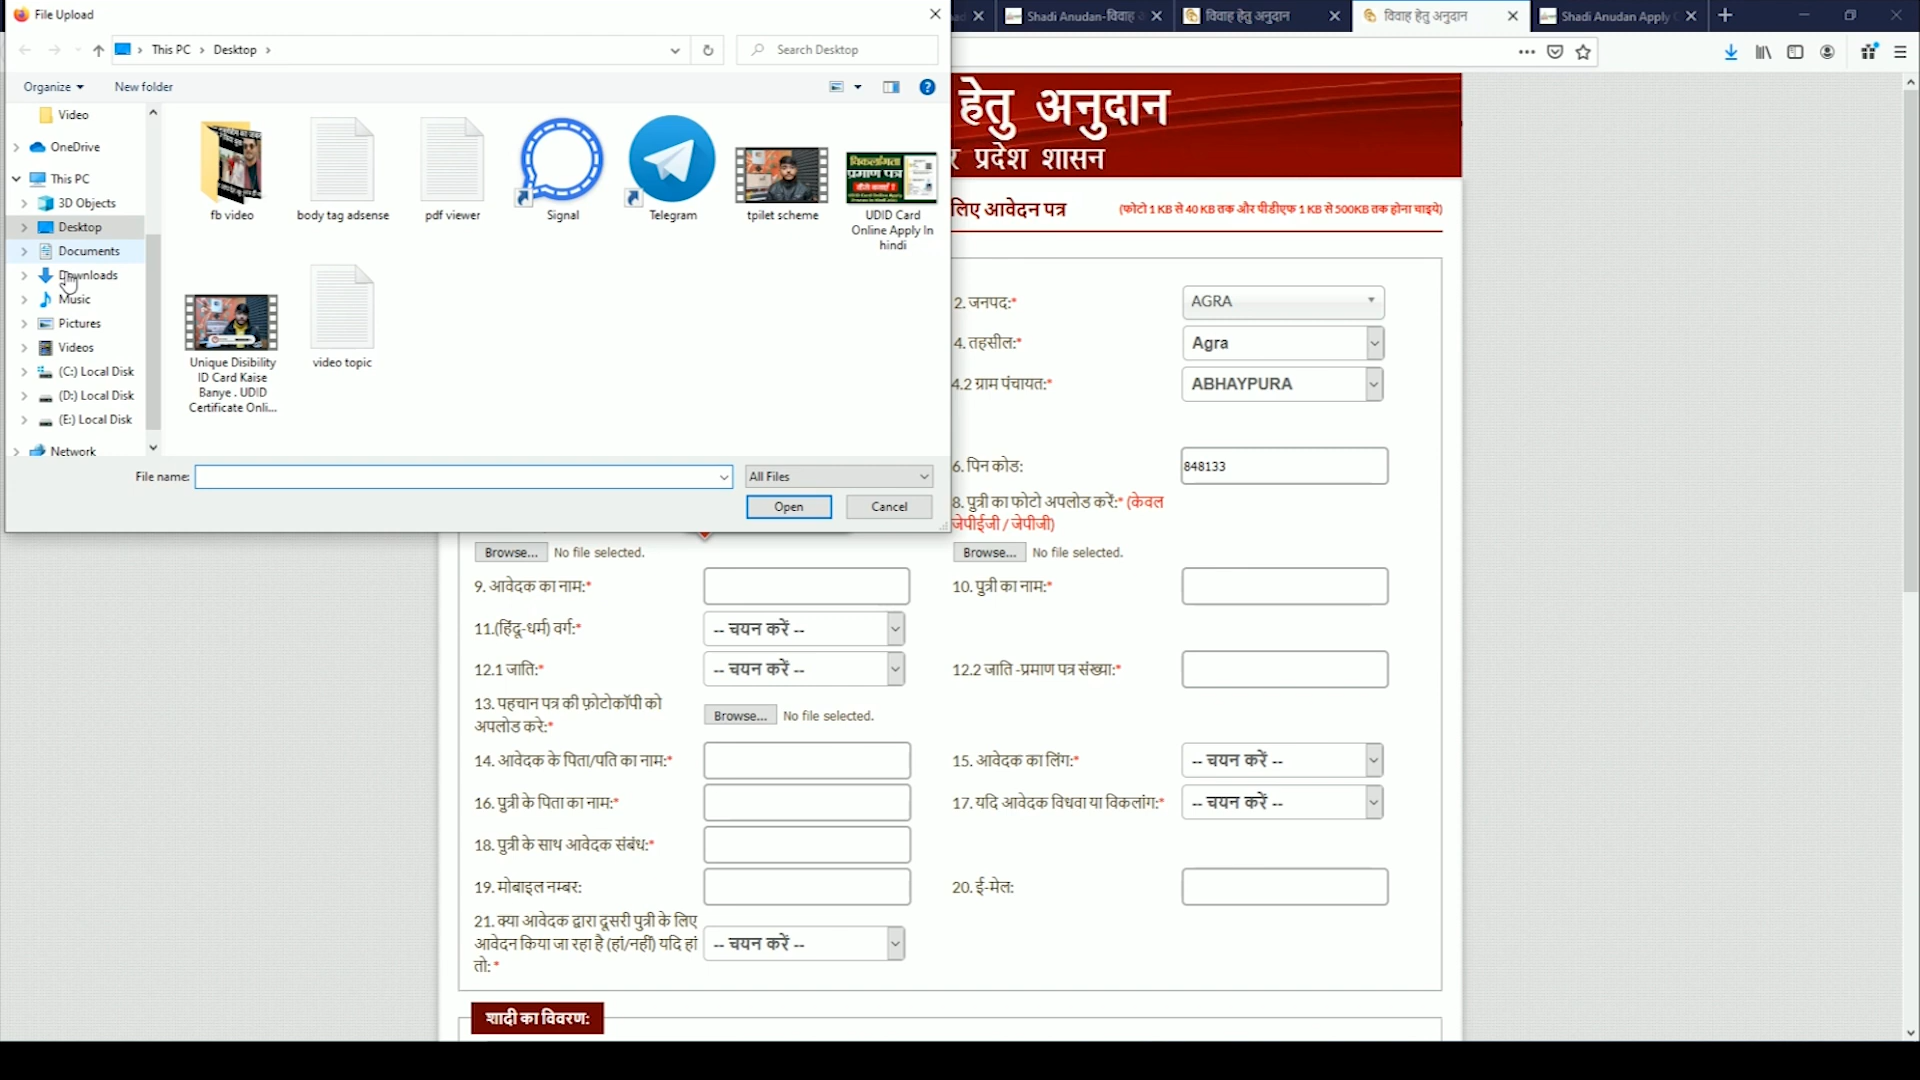 File Upload
Shadi Anudan-विवाह
विवाह हेतु अनुदान
विवाह हेतु अनुदान
Shadi Anudan Apply
This PC > Desktop >
Search Desktop
Organize
New folder
Video
OneDrive
This PC
3D Objects
Desktop
Documents
Downloads
Music
Pictures
Videos
(C:) Local Disk
(D:) Local Disk
(E:) Local Disk
Network
fb video
body tag adsense
pdf viewer
Signal
Telegram
tpilet scheme
विकलांगता
प्रमाण पत्र
UDID Card
Online Apply In
hindi
Unique Disibility
ID Card Kaise
Banye . UDID
Certificate Onli...
video topic
File name:
All Files
Open
Cancel
हेतु अनुदान
प्रदेश शासन
लिए आवेदन पत्र
(फोटो 1 KB से 40 KB तक और पीडीएफ 1 KB से 500KB तक होना चाइये)
2. जनपद:*
AGRA
4. तहसील:*
Agra
4.2 ग्राम पंचायत:*
ABHAYPURA
6. पिन कोड:
848133
8. पुत्री का फोटो अपलोड करें:* (केवल
जेपीईजी / जेपीजी)
Browse... No file selected.
Browse... No file selected.
9. आवेदक का नाम:*
10. पुत्री का नाम:*
11.(हिंदू-धर्म) वर्ग:*
-- चयन करें --
12.1 जाति:*
-- चयन करें --
12.2 जाति -प्रमाण पत्र संख्या:*
13. पहचान पत्र की फ़ोटोकॉपी को
अपलोड करे:*
Browse... No file selected.
14. आवेदक के पिता/पति का नाम:*
15. आवेदक का लिंग:*
-- चयन करें --
16. पुत्री के पिता का नाम:*
17. यदि आवेदक विधवा या विकलांग:*
-- चयन करें --
18. पुत्री के साथ आवेदक संबंध:*
19. मोबाइल नम्बर:
20. ई-मेल:
21. क्या आवेदक द्वारा दूसरी पुत्री के लिए
आवेदन किया जा रहा है (हां/नहीं) यदि हां
तो: *
-- चयन करें --
शादी का विवरण: